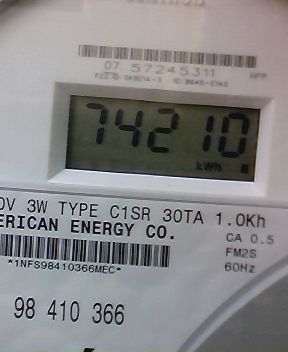 07 57245311
HPP
74210
kWh
0V 3W TYPE C1SR 30TA 1.0Kh
ERICAN ENERGY CO.
CA 0.5
FM2S
60Hz
*1NFS98410366MEC*
98 410 366